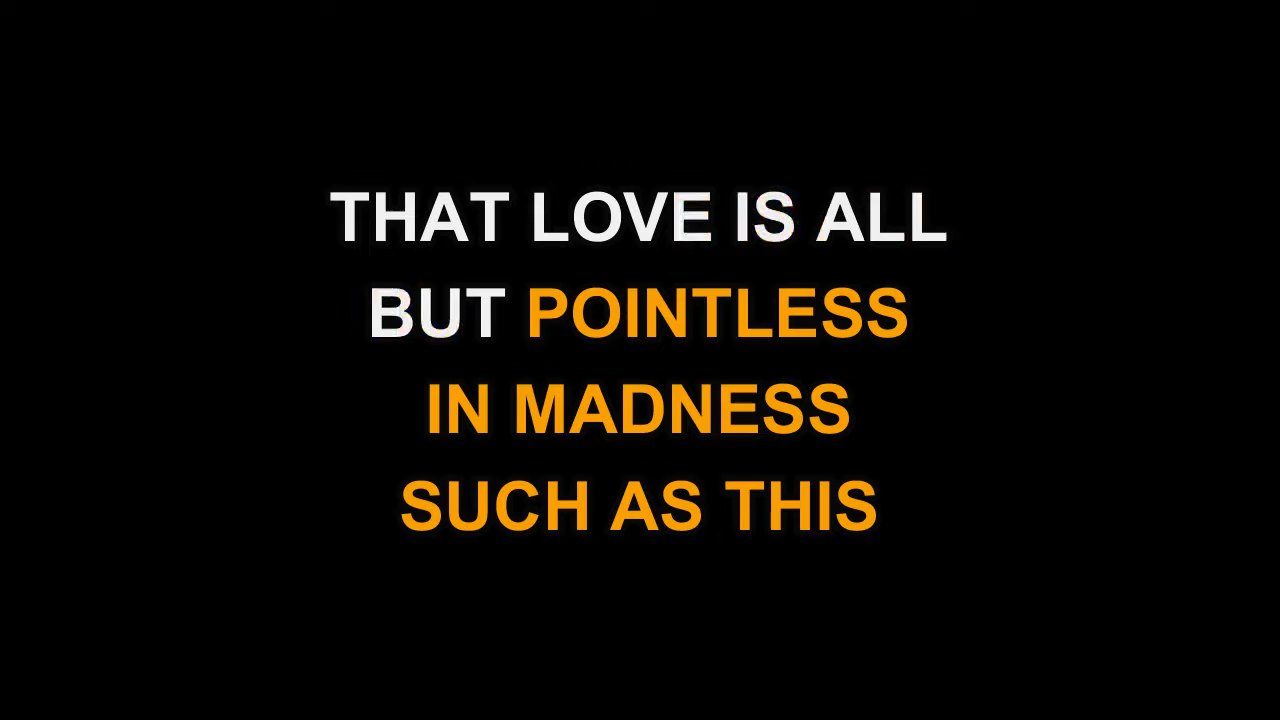 THAT LOVE IS ALL
BUT POINTLESS
IN MADNESS
SUCH AS THIS